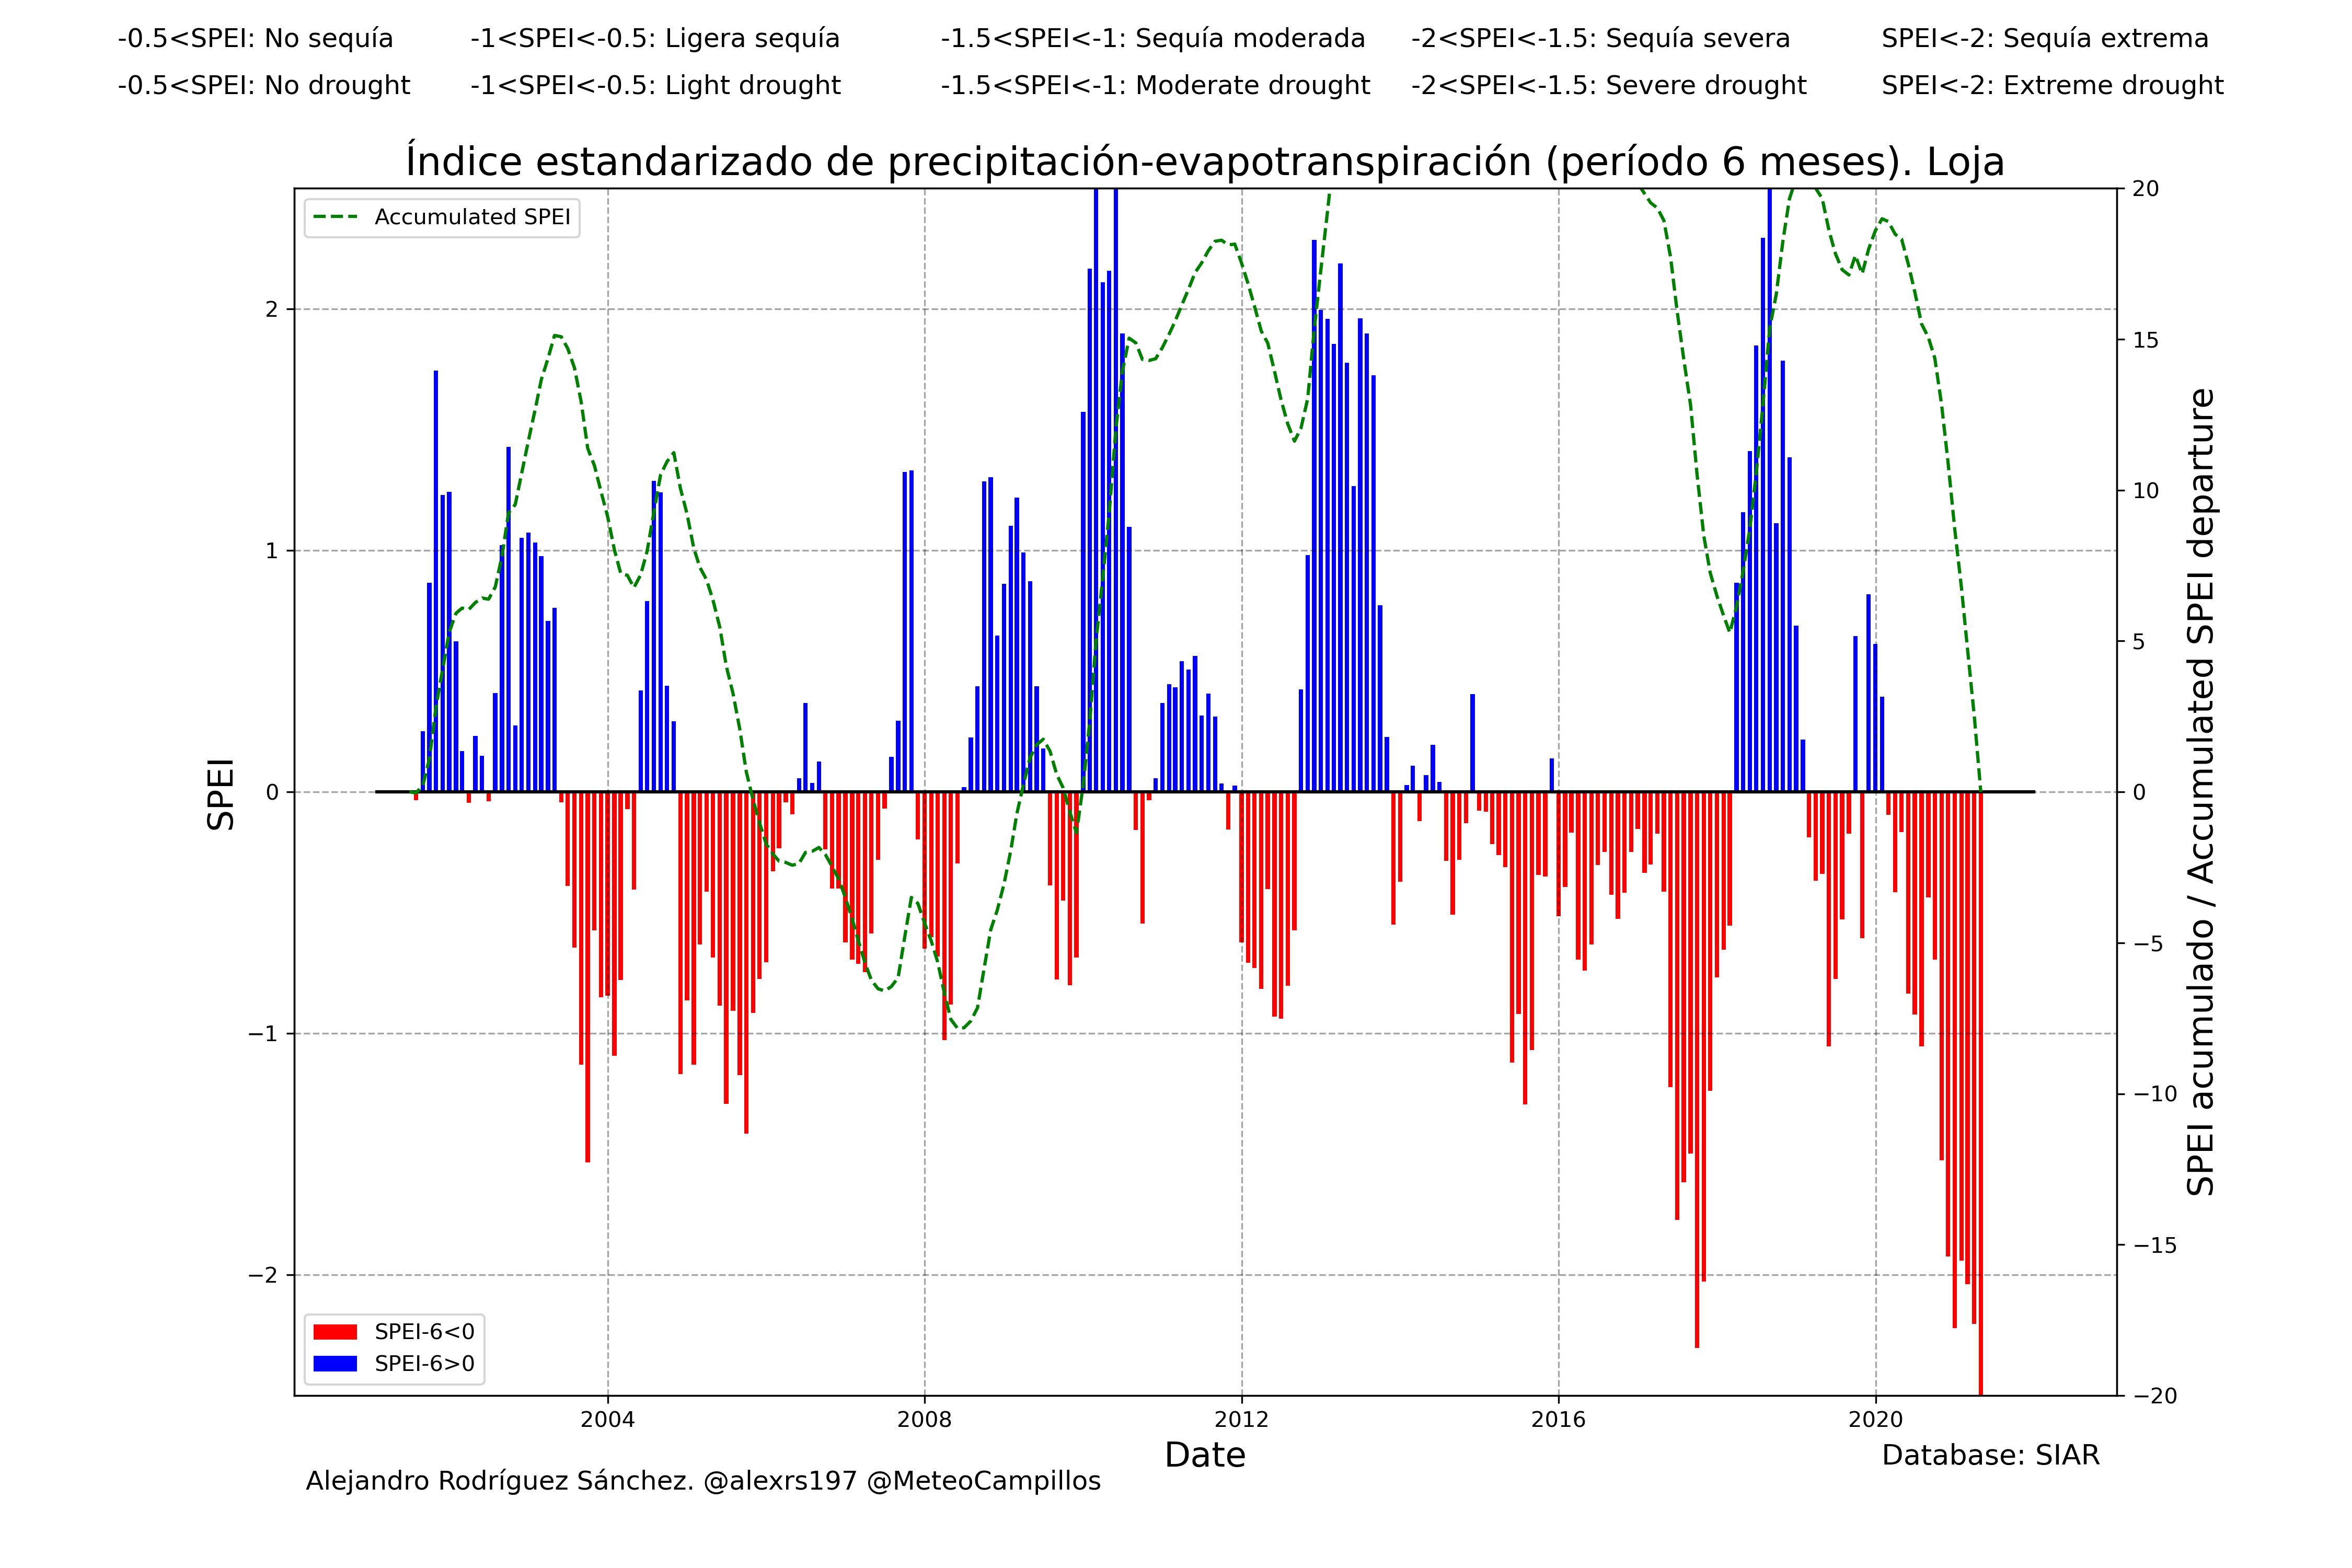 -0.5<SPEI: No sequía -1<SPEI<-0.5: Ligera sequía -1.5<SPEI<-1: Sequía moderada -2<SPEI<-1.5: Sequía severa SPEI<-2: Sequía extrema
-0.5<SPEI: No drought -1<SPEI<-0.5: Light drought -1.5<SPEI<-1: Moderate drought -2<SPEI<-1.5: Severe drought SPEI<-2: Extreme drought
Índice estandarizado de precipitación-evapotranspiración (período 6 meses). Loja
Accumulated SPEI
SPEI
2
1
0
−1
−2
20
15
10
5
0
−5
−10
−15
−20
SPEI acumulado / Accumulated SPEI departure
SPEI-6<0
SPEI-6>0
2004 2008 2012 2016 2020
Date
Database: SIAR
Alejandro Rodríguez Sánchez. @alexrs197 @MeteoCampillos